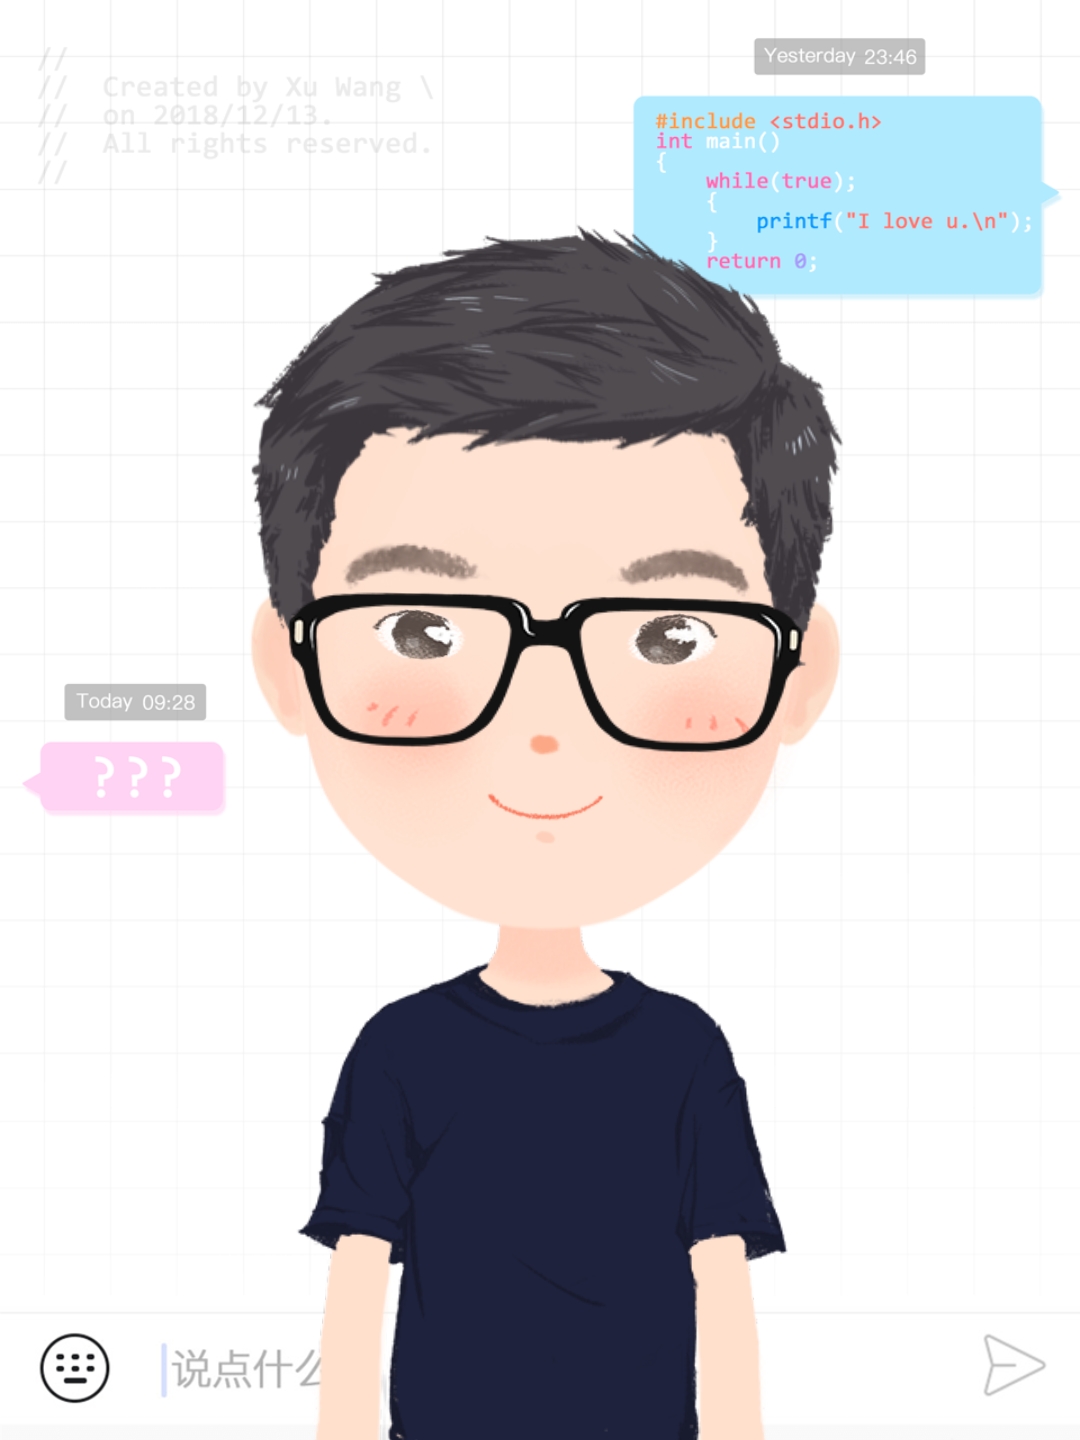 //
//  Created by Xu Wang \
//  on 2018/12/13.
//  All rights reserved.
//
Yesterday 23:46
#include <stdio.h>
int main()
{
    while(true);
    {
        printf("I love u.\n");
    }
    return 0;
Today 09:28
???
说点什么